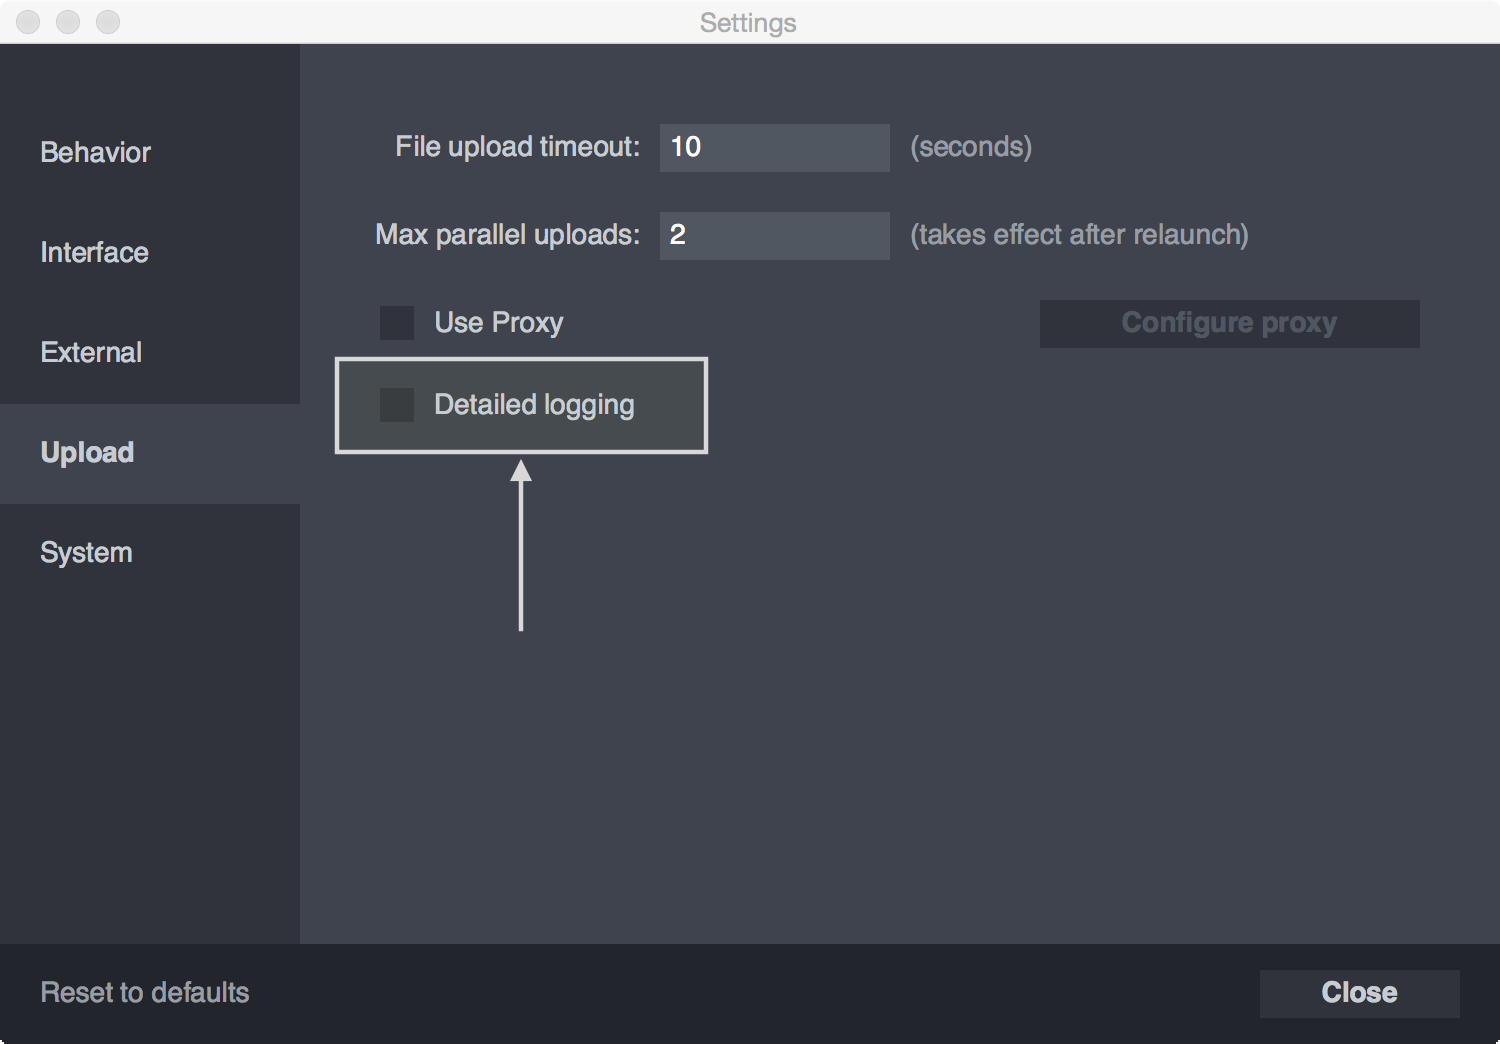 Settings
Behavior
Interface
External
Upload
System
File upload timeout: 10 (seconds)
Max parallel uploads: 2 (takes effect after relaunch)
Use Proxy Configure proxy
Detailed logging
Reset to defaults Close